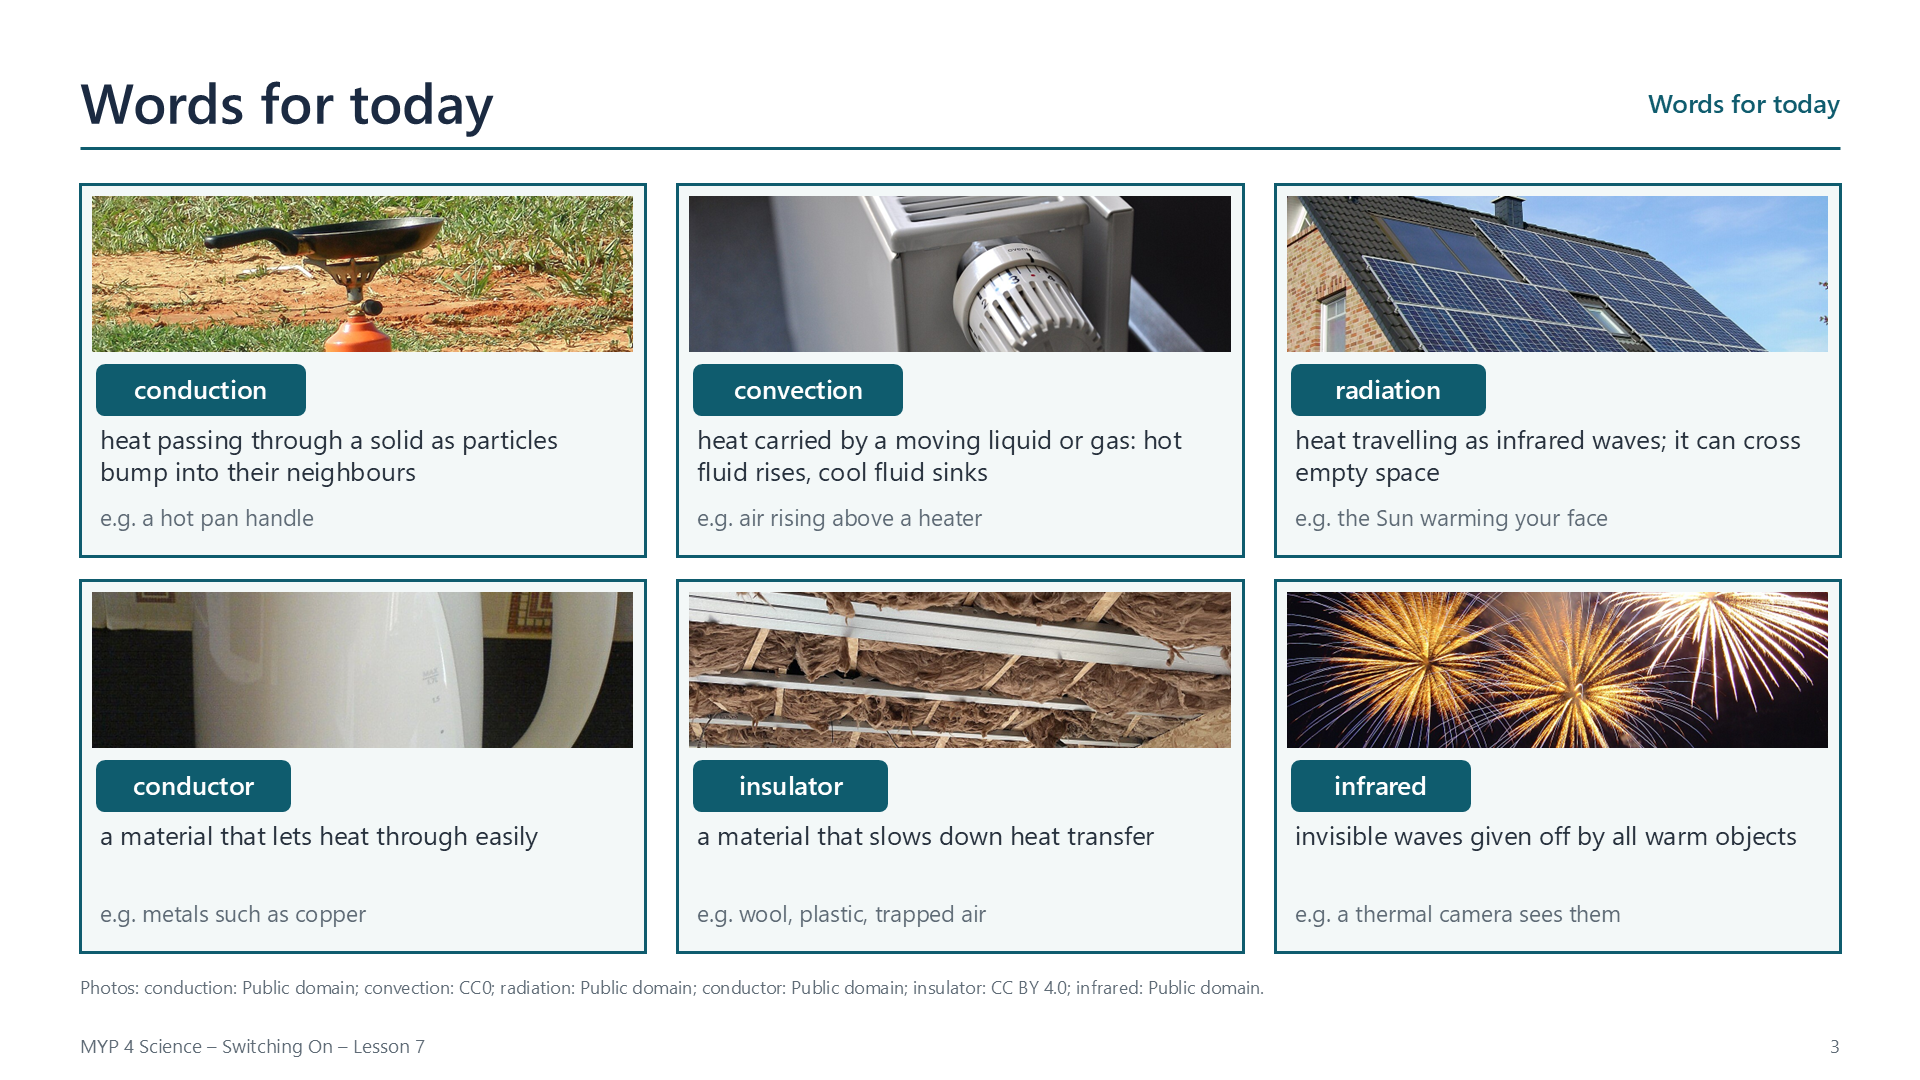 Words for today
Words for today
conduction
heat passing through a solid as particles
bump into their neighbours
e.g. a hot pan handle
convection
heat carried by a moving liquid or gas: hot
fluid rises, cool fluid sinks
e.g. air rising above a heater
radiation
heat travelling as infrared waves; it can cross
empty space
e.g. the Sun warming your face
conductor
a material that lets heat through easily
e.g. metals such as copper
insulator
a material that slows down heat transfer
e.g. wool, plastic, trapped air
infrared
invisible waves given off by all warm objects
e.g. a thermal camera sees them
Photos: conduction: Public domain; convection: CC0; radiation: Public domain; conductor: Public domain; insulator: CC BY 4.0; infrared: Public domain.
MYP 4 Science – Switching On – Lesson 7
3